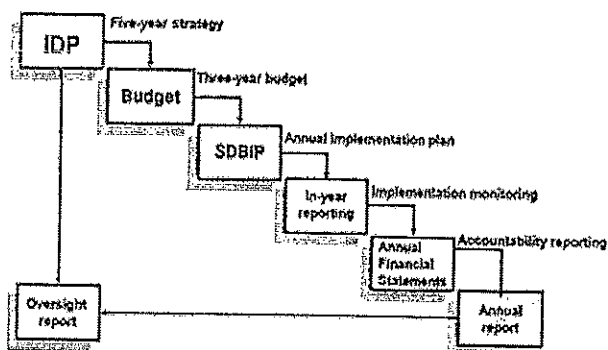 Five-year strategy
IDP
Three-year budget
Budget
Annual implementation plan
SDBIP
In-year
reporting
Implementation monitoring
Annual
Financial
Statements
Accountability reporting
Oversight
report
Annual
report